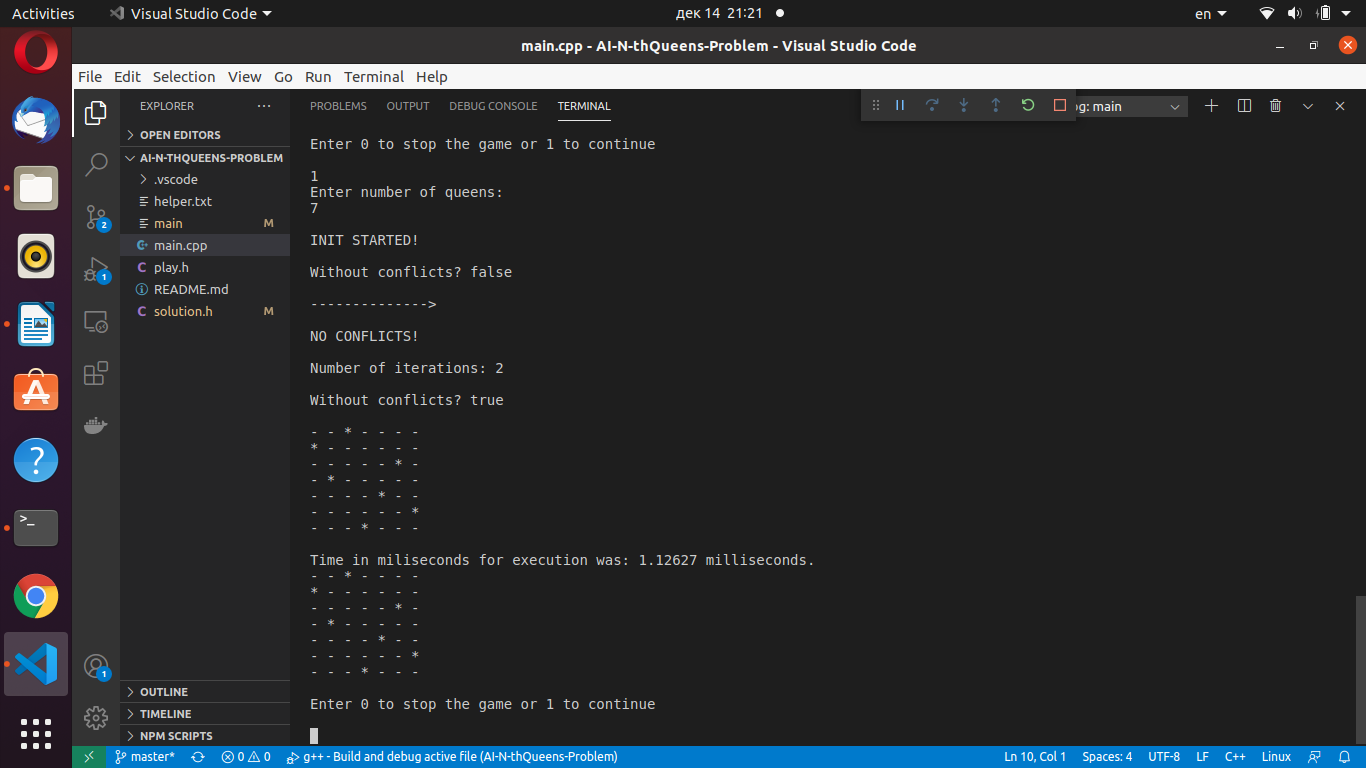 Activities Visual Studio Code дек 14 21:21 en
main.cpp - AI-N-thQueens-Problem - Visual Studio Code
File Edit Selection View Go Run Terminal Help
EXPLORER ...
OPEN EDITORS
AI-N-THQUEENS-PROBLEM
.vscode
helper.txt
main M
main.cpp
play.h
README.md
solution.h M
OUTLINE
TIMELINE
NPM SCRIPTS
2
1
1
PROBLEMS OUTPUT DEBUG CONSOLE TERMINAL
og: main
Enter 0 to stop the game or 1 to continue
1
Enter number of queens:
7
INIT STARTED!
Without conflicts? false
-------------->
NO CONFLICTS!
Number of iterations: 2
Without conflicts? true
- - * - - - -
* - - - - - -
- - - - - * -
- * - - - - -
- - - - * - -
- - - - - - *
- - - * - - -
Time in miliseconds for execution was: 1.12627 milliseconds.
- - * - - - -
* - - - - - -
- - - - - * -
- * - - - - -
- - - - * - -
- - - - - - *
- - - * - - -
Enter 0 to stop the game or 1 to continue
master* 0 0 g++ - Build and debug active file (AI-N-thQueens-Problem) Ln 10, Col 1 Spaces: 4 UTF-8 LF C++ Linux